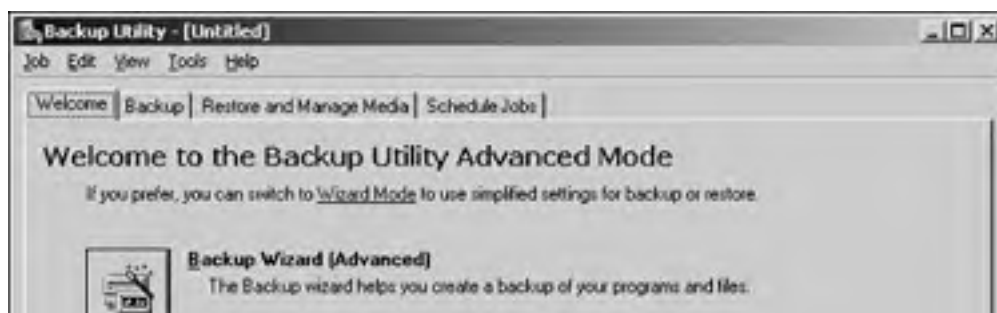 Backup Utility - [Untitled]
Job Edit View Tools Help
Welcome Backup Restore and Manage Media Schedule Jobs
Welcome to the Backup Utility Advanced Mode
If you prefer, you can switch to Wizard Mode to use simplified settings for backup or restore.
Backup Wizard (Advanced)
The Backup wizard helps you create a backup of your programs and files.